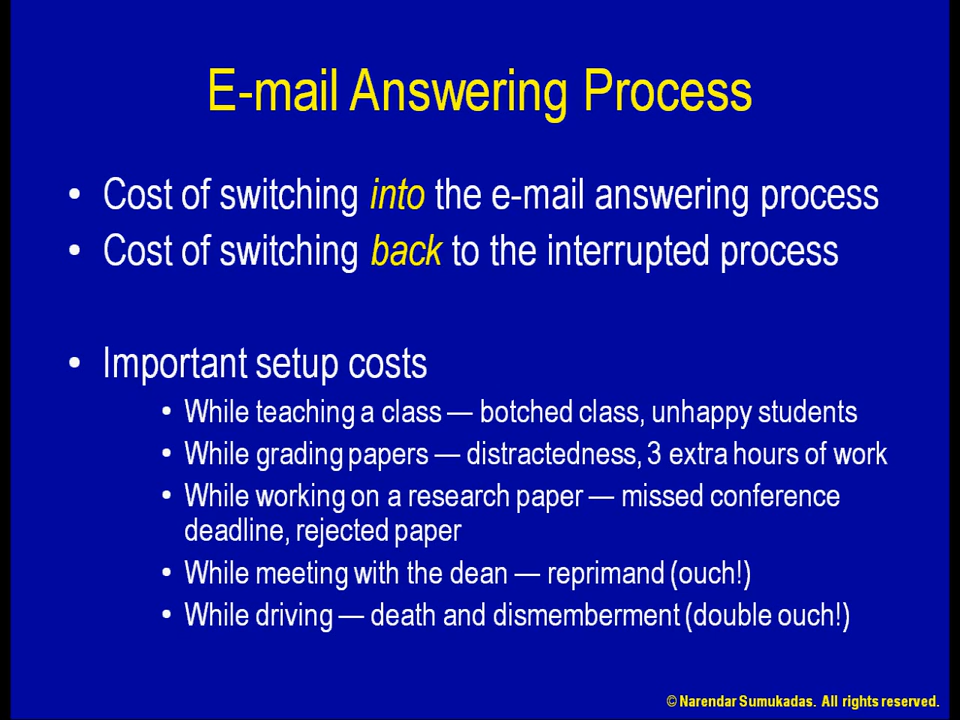 E-mail Answering Process
• Cost of switching into the e-mail answering process
• Cost of switching back to the interrupted process
• Important setup costs
• While teaching a class — botched class, unhappy students
• While grading papers — distractedness, 3 extra hours of work
• While working on a research paper — missed conference
deadline, rejected paper
• While meeting with the dean — reprimand (ouch!)
• While driving — death and dismemberment (double ouch!)
© Narendar Sumukadas. All rights reserved.